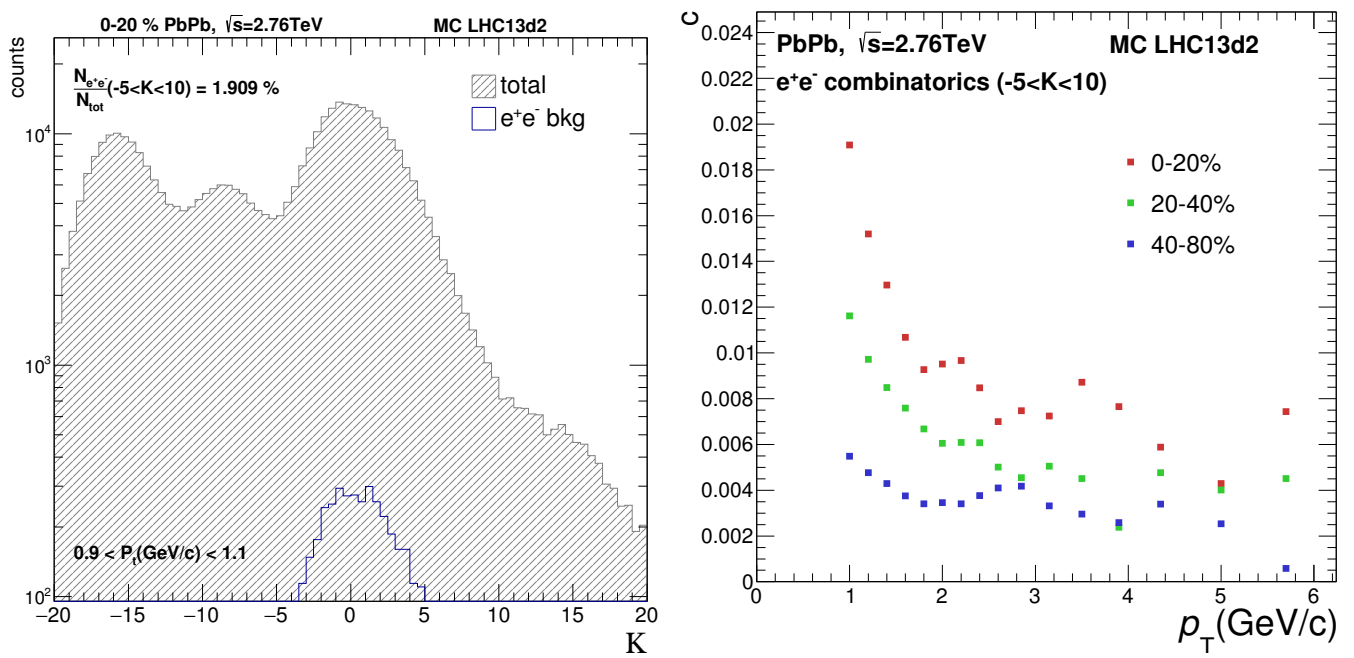 0-20 % PbPb, √s=2.76TeV MC LHC13d2
counts
N e⁺e⁻ / N tot (-5<K<10) = 1.909 %
total
e⁺e⁻ bkg
10⁴
10³
10²
0.9 < P_t(GeV/c) < 1.1
−20 −15 −10 −5 0 5 10 15 20
K
c
PbPb, √s=2.76TeV MC LHC13d2
e⁺e⁻ combinatorics (-5<K<10)
0-20%
20-40%
40-80%
0.024
0.022
0.02
0.018
0.016
0.014
0.012
0.01
0.008
0.006
0.004
0.002
0
0 1 2 3 4 5 6
p_T(GeV/c)